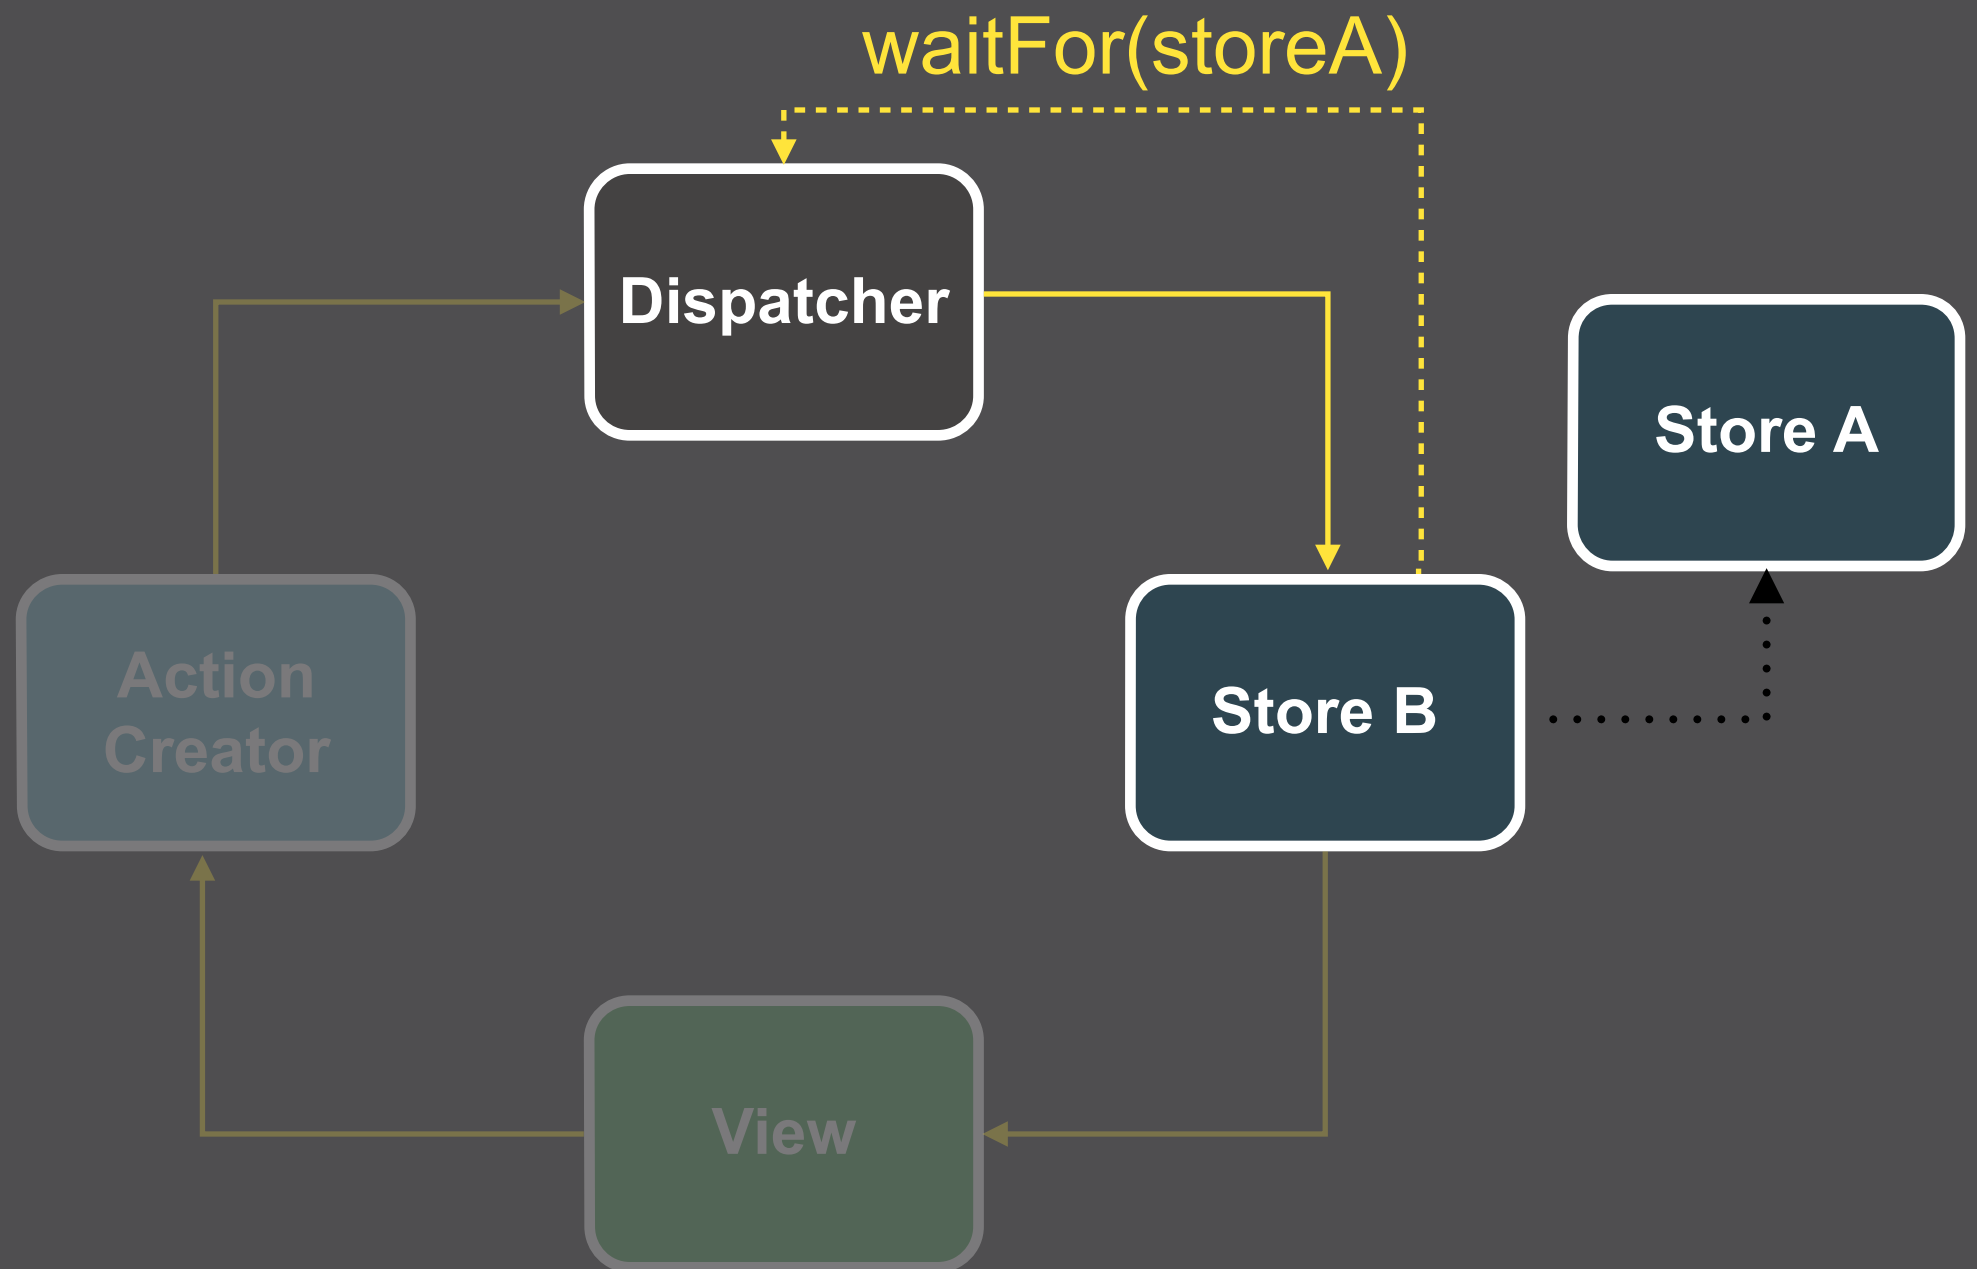 waitFor(storeA)
Dispatcher
Store A
Action
Creator
Store B
View